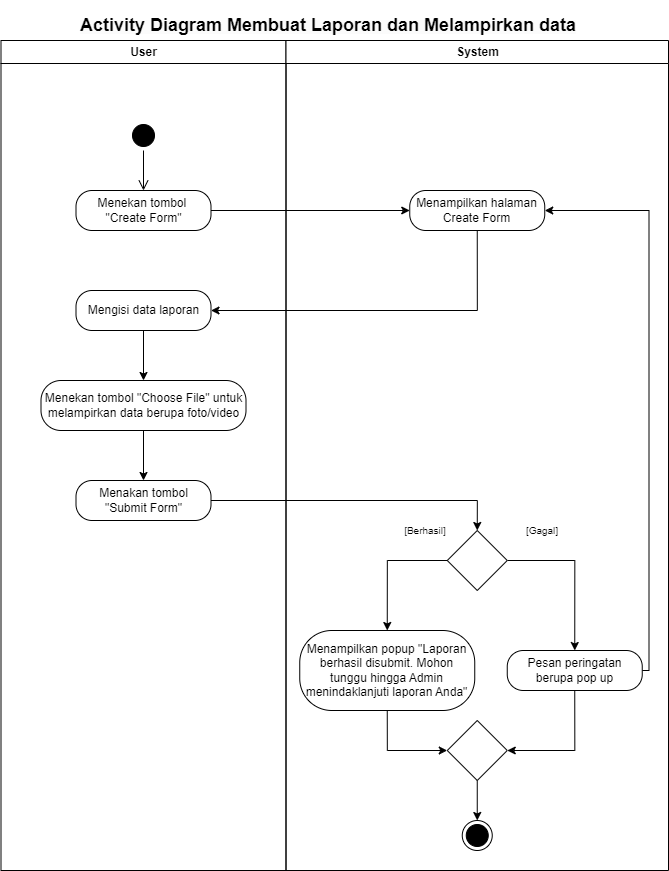 Activity Diagram Membuat Laporan dan Melampirkan data
User
System
Menekan tombol
"Create Form"
Menampilkan halaman
Create Form
Mengisi data laporan
Menekan tombol "Choose File" untuk
melampirkan data berupa foto/video
Menakan tombol
"Submit Form"
[Berhasil]
[Gagal]
Menampilkan popup "Laporan
berhasil disubmit. Mohon
tunggu hingga Admin
menindaklanjuti laporan Anda"
Pesan peringatan
berupa pop up